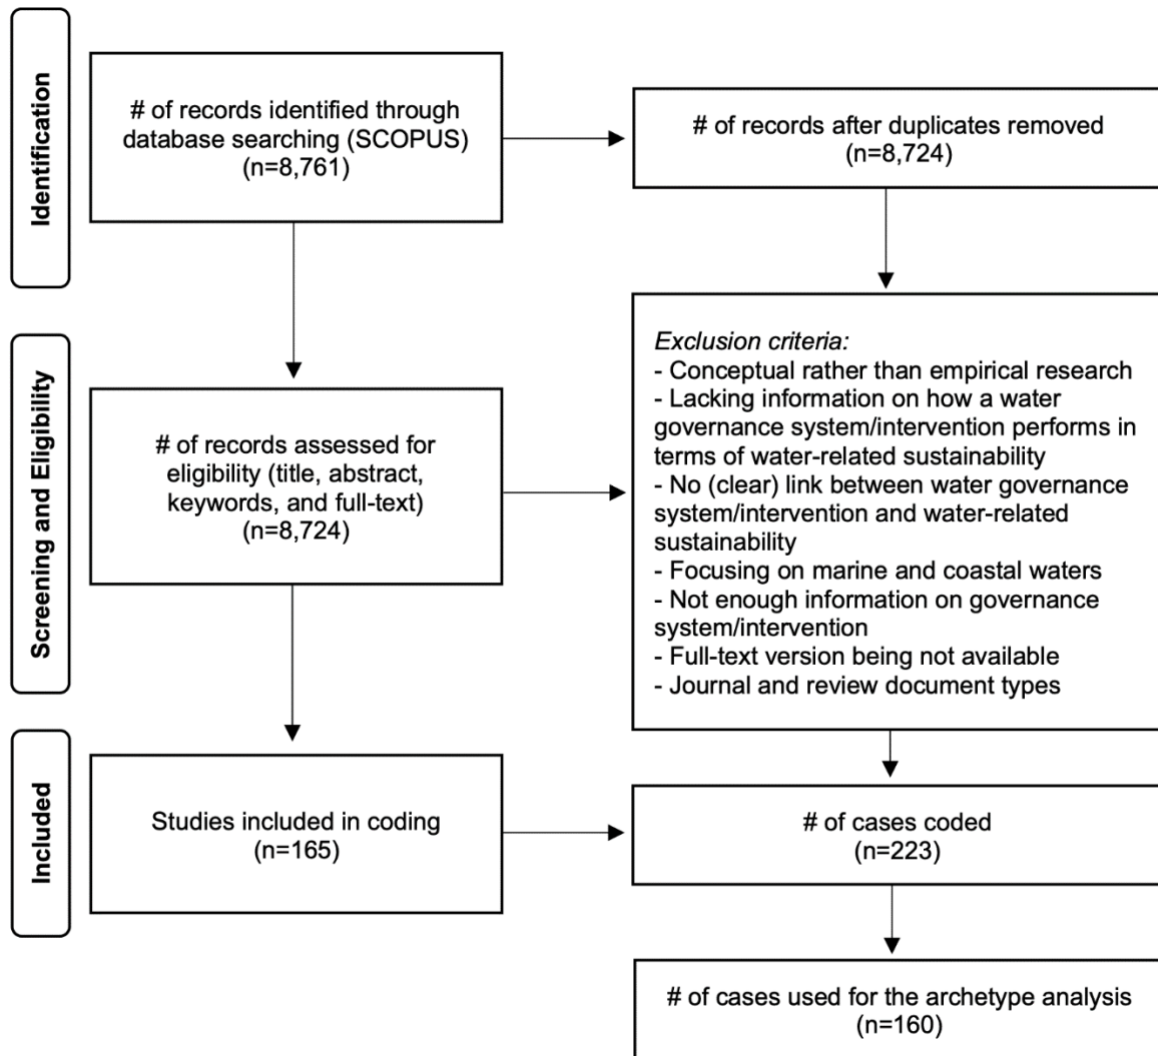 Identification
# of records identified through
database searching (SCOPUS)
(n=8,761)
# of records after duplicates removed
(n=8,724)
Screening and Eligibility
# of records assessed for
eligibility (title, abstract,
keywords, and full-text)
(n=8,724)
Exclusion criteria:
- Conceptual rather than empirical research
- Lacking information on how a water
governance system/intervention performs in
terms of water-related sustainability
- No (clear) link between water governance
system/intervention and water-related
sustainability
- Focusing on marine and coastal waters
- Not enough information on governance
system/intervention
- Full-text version being not available
- Journal and review document types
Included
Studies included in coding
(n=165)
# of cases coded
(n=223)
# of cases used for the archetype analysis
(n=160)